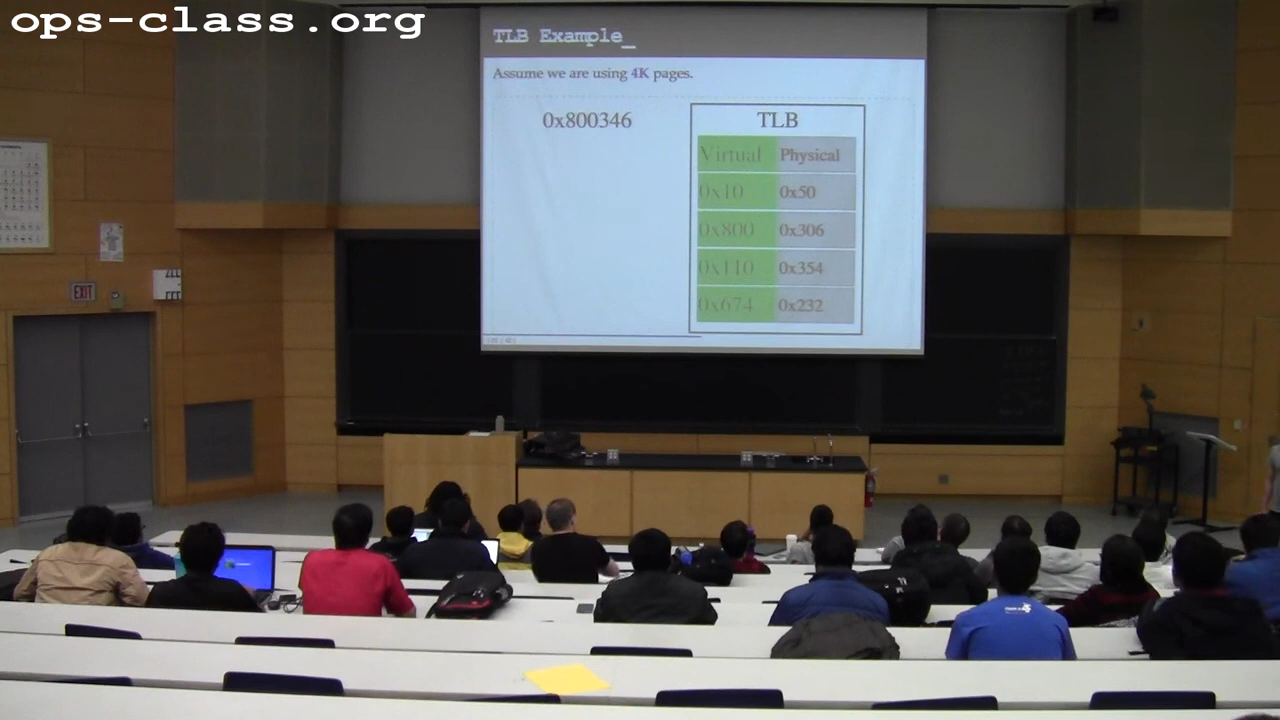 ops-class.org
TLB Example_
Assume we are using 4K pages.
0x800346
TLB
Virtual Physical
0x10 0x50
0x800 0x306
0x110 0x354
0x674 0x232
EXIT